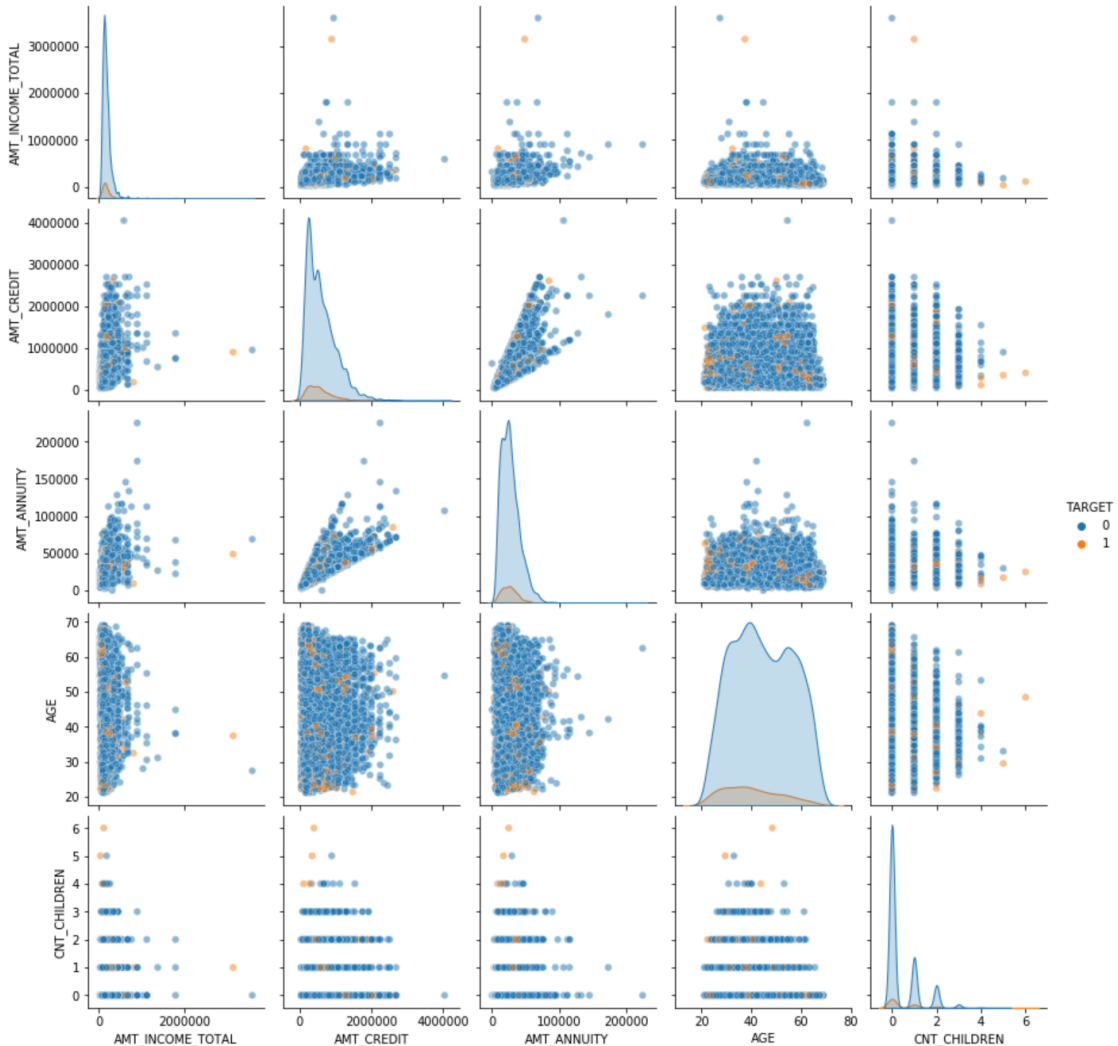 AMT_INCOME_TOTAL
3000000
2000000
1000000
0
AMT_CREDIT
4000000
3000000
2000000
1000000
0
AMT_ANNUITY
200000
150000
100000
50000
0
TARGET
0
1
AGE
70
60
50
40
30
20
CNT_CHILDREN
6
5
4
3
2
1
0
0 2000000
0 2000000 4000000
0 100000 200000
20 40 60 80
0 2 4 6
AMT_INCOME_TOTAL
AMT_CREDIT
AMT_ANNUITY
AGE
CNT_CHILDREN